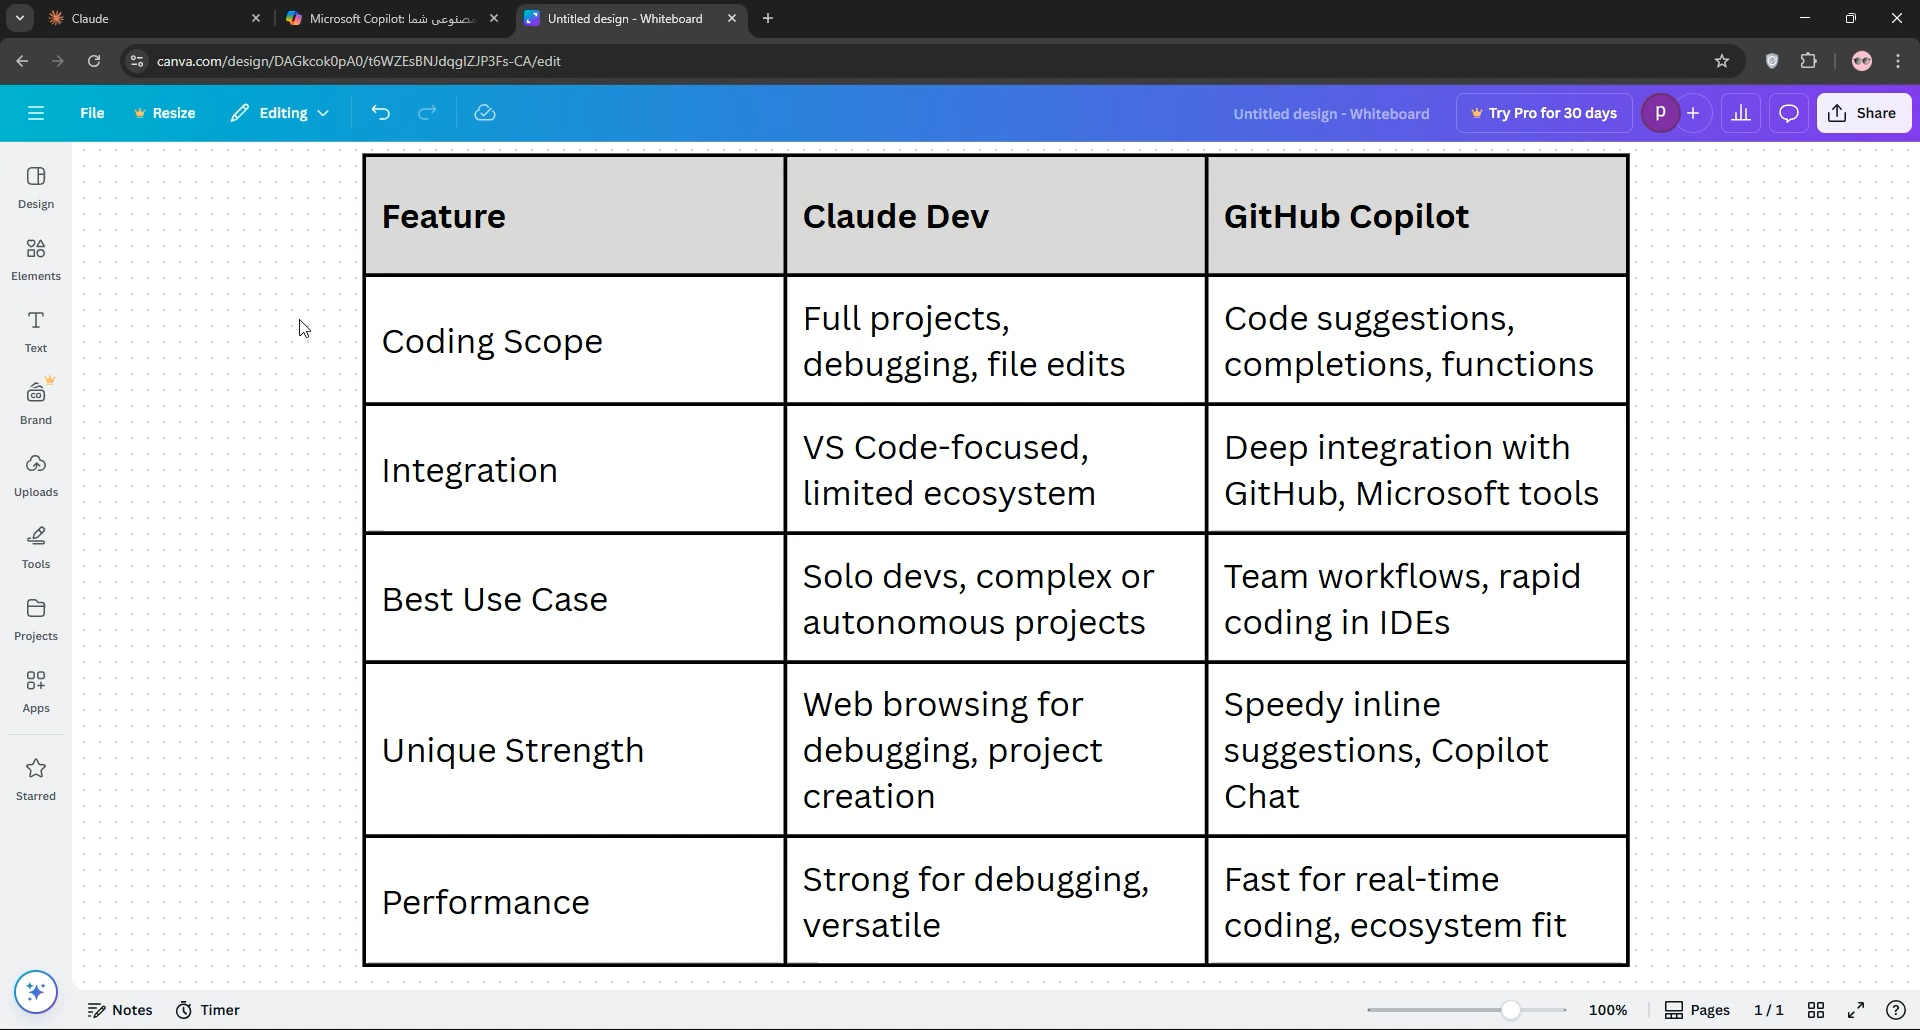 Claude
Microsoft Copilot: مصنوعی شما
Untitled design - Whiteboard
canva.com/design/DAGkcok0pA0/t6WZEsBNJdqgIZJP3Fs-CA/edit
File
Resize
Editing
Untitled design - Whiteboard
Try Pro for 30 days
P
Share
Design
Elements
Text
Brand
Uploads
Tools
Projects
Apps
Starred
Feature
Claude Dev
GitHub Copilot
Coding Scope
Full projects,
debugging, file edits
Code suggestions,
completions, functions
Integration
VS Code-focused,
limited ecosystem
Deep integration with
GitHub, Microsoft tools
Best Use Case
Solo devs, complex or
autonomous projects
Team workflows, rapid
coding in IDEs
Unique Strength
Web browsing for
debugging, project
creation
Speedy inline
suggestions, Copilot
Chat
Performance
Strong for debugging,
versatile
Fast for real-time
coding, ecosystem fit
Notes
Timer
100%
Pages
1 / 1